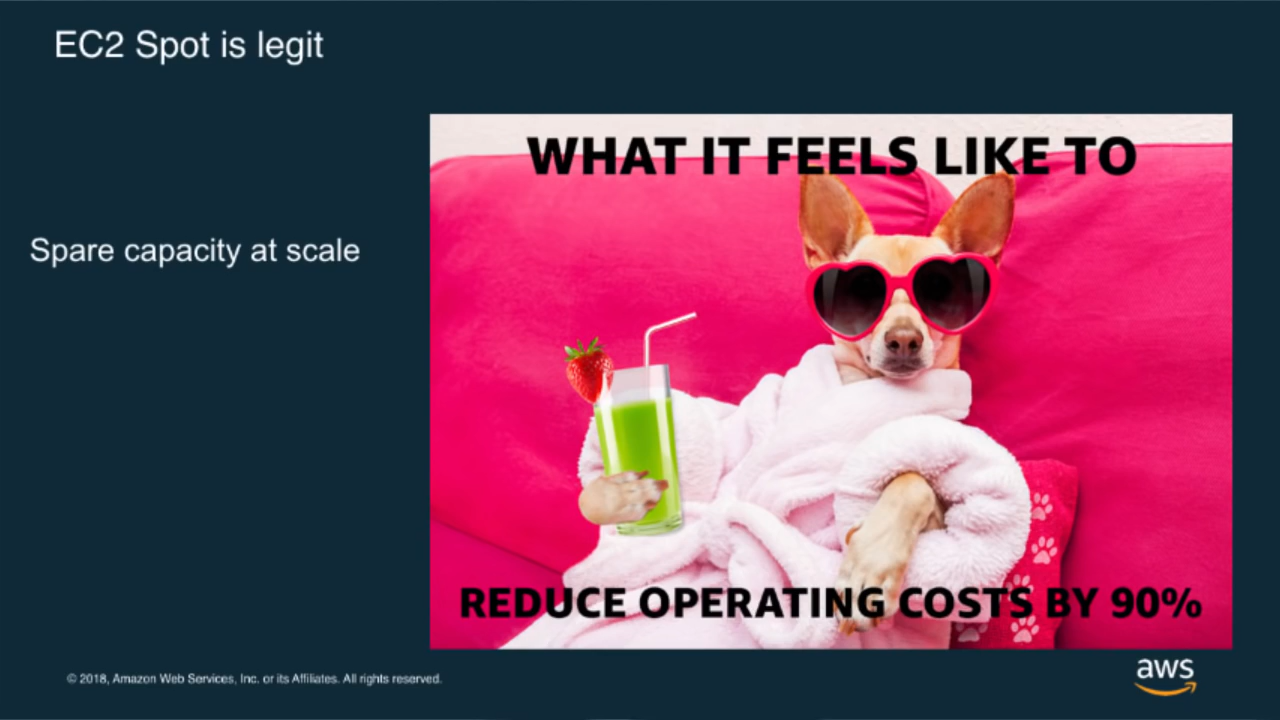 EC2 Spot is legit
WHAT IT FEELS LIKE TO
Spare capacity at scale
REDUCE OPERATING COSTS BY 90%
© 2018, Amazon Web Services, Inc. or its Affiliates. All rights reserved.
aws